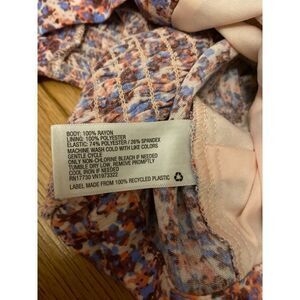 BODY: 100% RAYON
LINING: 100% POLYESTER
ELASTIC: 74% POLYESTER / 26% SPANDEX
MACHINE WASH COLD WITH LIKE COLORS
GENTLE CYCLE
ONLY NON-CHLORINE BLEACH IF NEEDED
TUMBLE DRY LOW, REMOVE PROMPTLY
COOL IRON IF NEEDED
RN17730 VN1973322
LABEL MADE FROM 100% RECYCLED PLASTIC